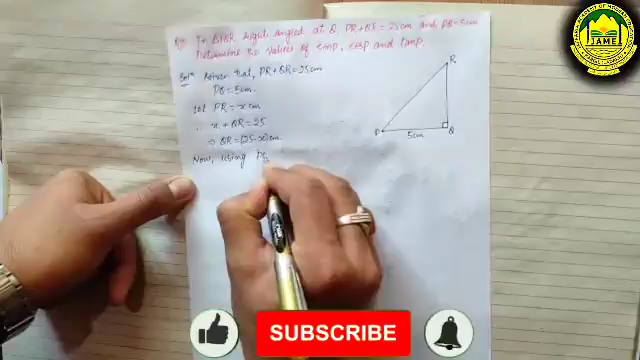 In ΔPQR right angled at Q, PR+QR = 25cm and PQ=5cm
Determine the values of sinP, cosP and tanP.
Solⁿ Given that, PR+QR=25cm
PQ=5cm.
Let PR=x cm
∴ x + QR=25
⇒ QR=(25-x)cm
Now, using
R
P
Q
5cm
JAME
SUBSCRIBE